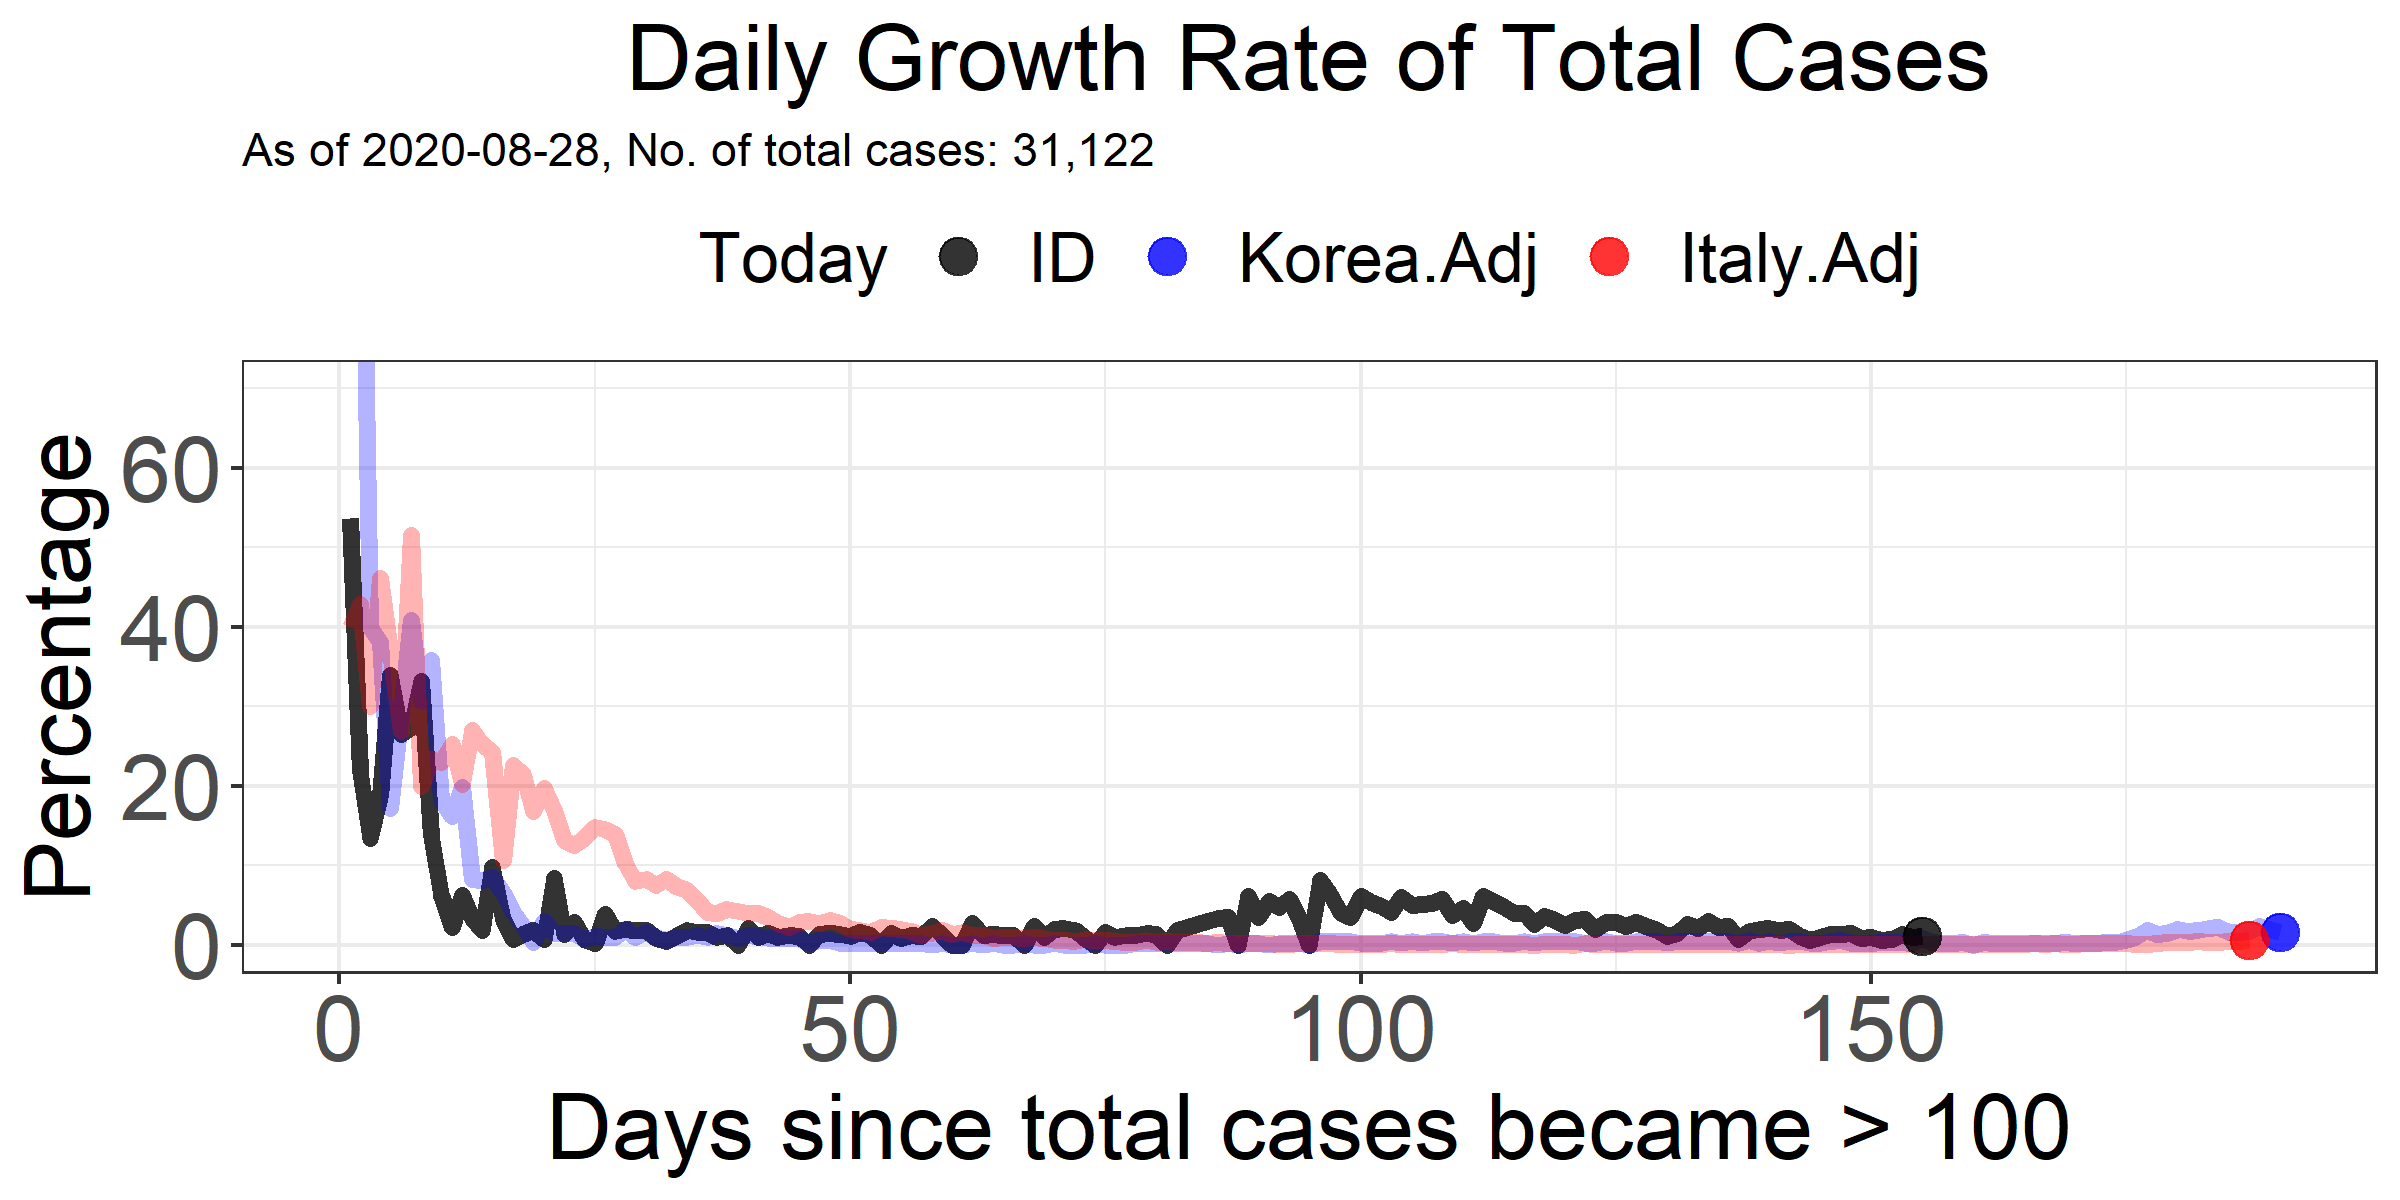 Daily Growth Rate of Total Cases
As of 2020-08-28, No. of total cases: 31,122
Today ID Korea.Adj Italy.Adj
Percentage
60
40
20
0
0 50 100 150
Days since total cases became > 100